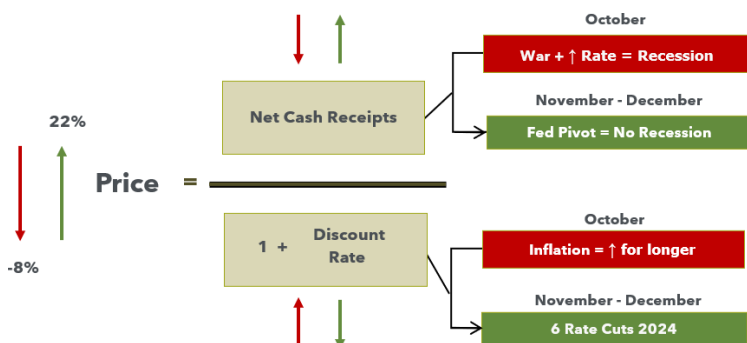 October
War + ↑ Rate = Recession
Net Cash Receipts
November - December
Fed Pivot = No Recession
22%
Price =
-8%
1 + Discount
Rate
October
Inflation = ↑ for longer
November - December
6 Rate Cuts 2024